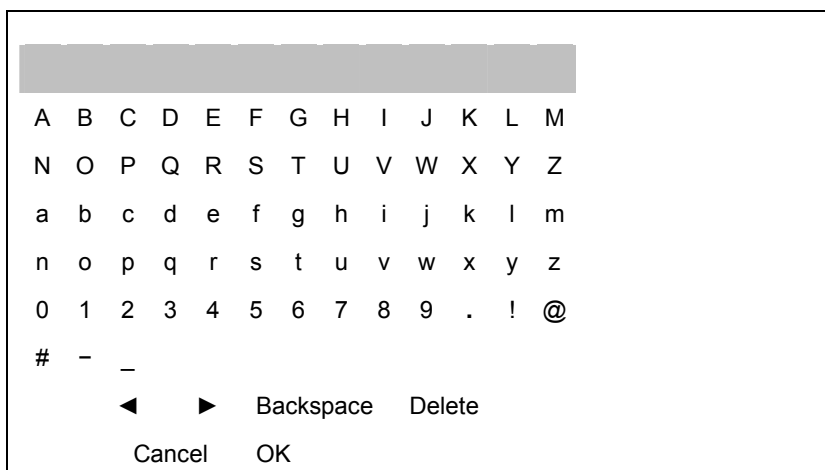 A B C D E F G H I J K L M
N O P Q R S T U V W X Y Z
a b c d e f g h i j k l m
n o p q r s t u v w x y z
0 1 2 3 4 5 6 7 8 9 . ! @
# − _
◄ ► Backspace Delete
Cancel OK